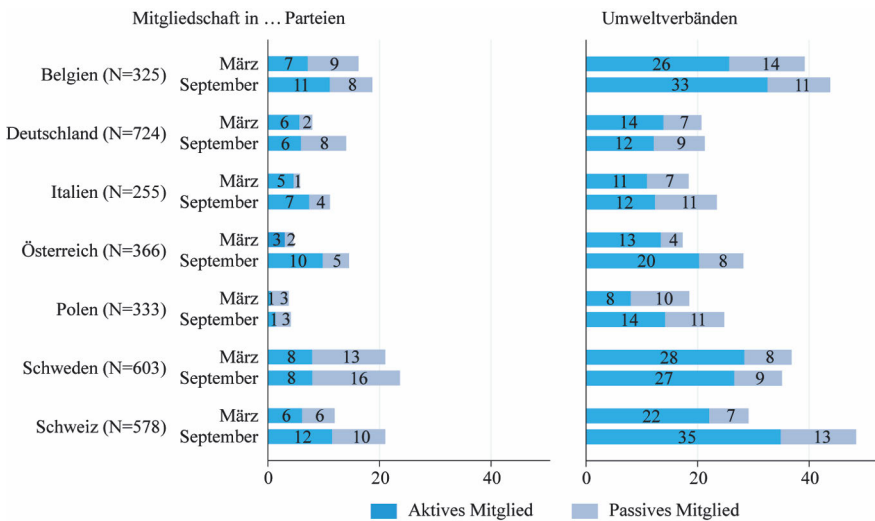 Mitgliedschaft in … Parteien Umweltverbänden
März 7 9 26 14
Belgien (N=325)
September 11 8 33 11
März 6 2 14 7
Deutschland (N=724)
September 6 8 12 9
März 5 1 11 7
Italien (N=255)
September 7 4 12 11
März 3 2 13 4
Österreich (N=366)
September 10 5 20 8
März 1 3 8 10
Polen (N=333)
September 1 3 14 11
März 8 13 28 8
Schweden (N=603)
September 8 16 27 9
März 6 6 22 7
Schweiz (N=578)
September 12 10 35 13
0 20 40 0 20 40
Aktives Mitglied Passives Mitglied